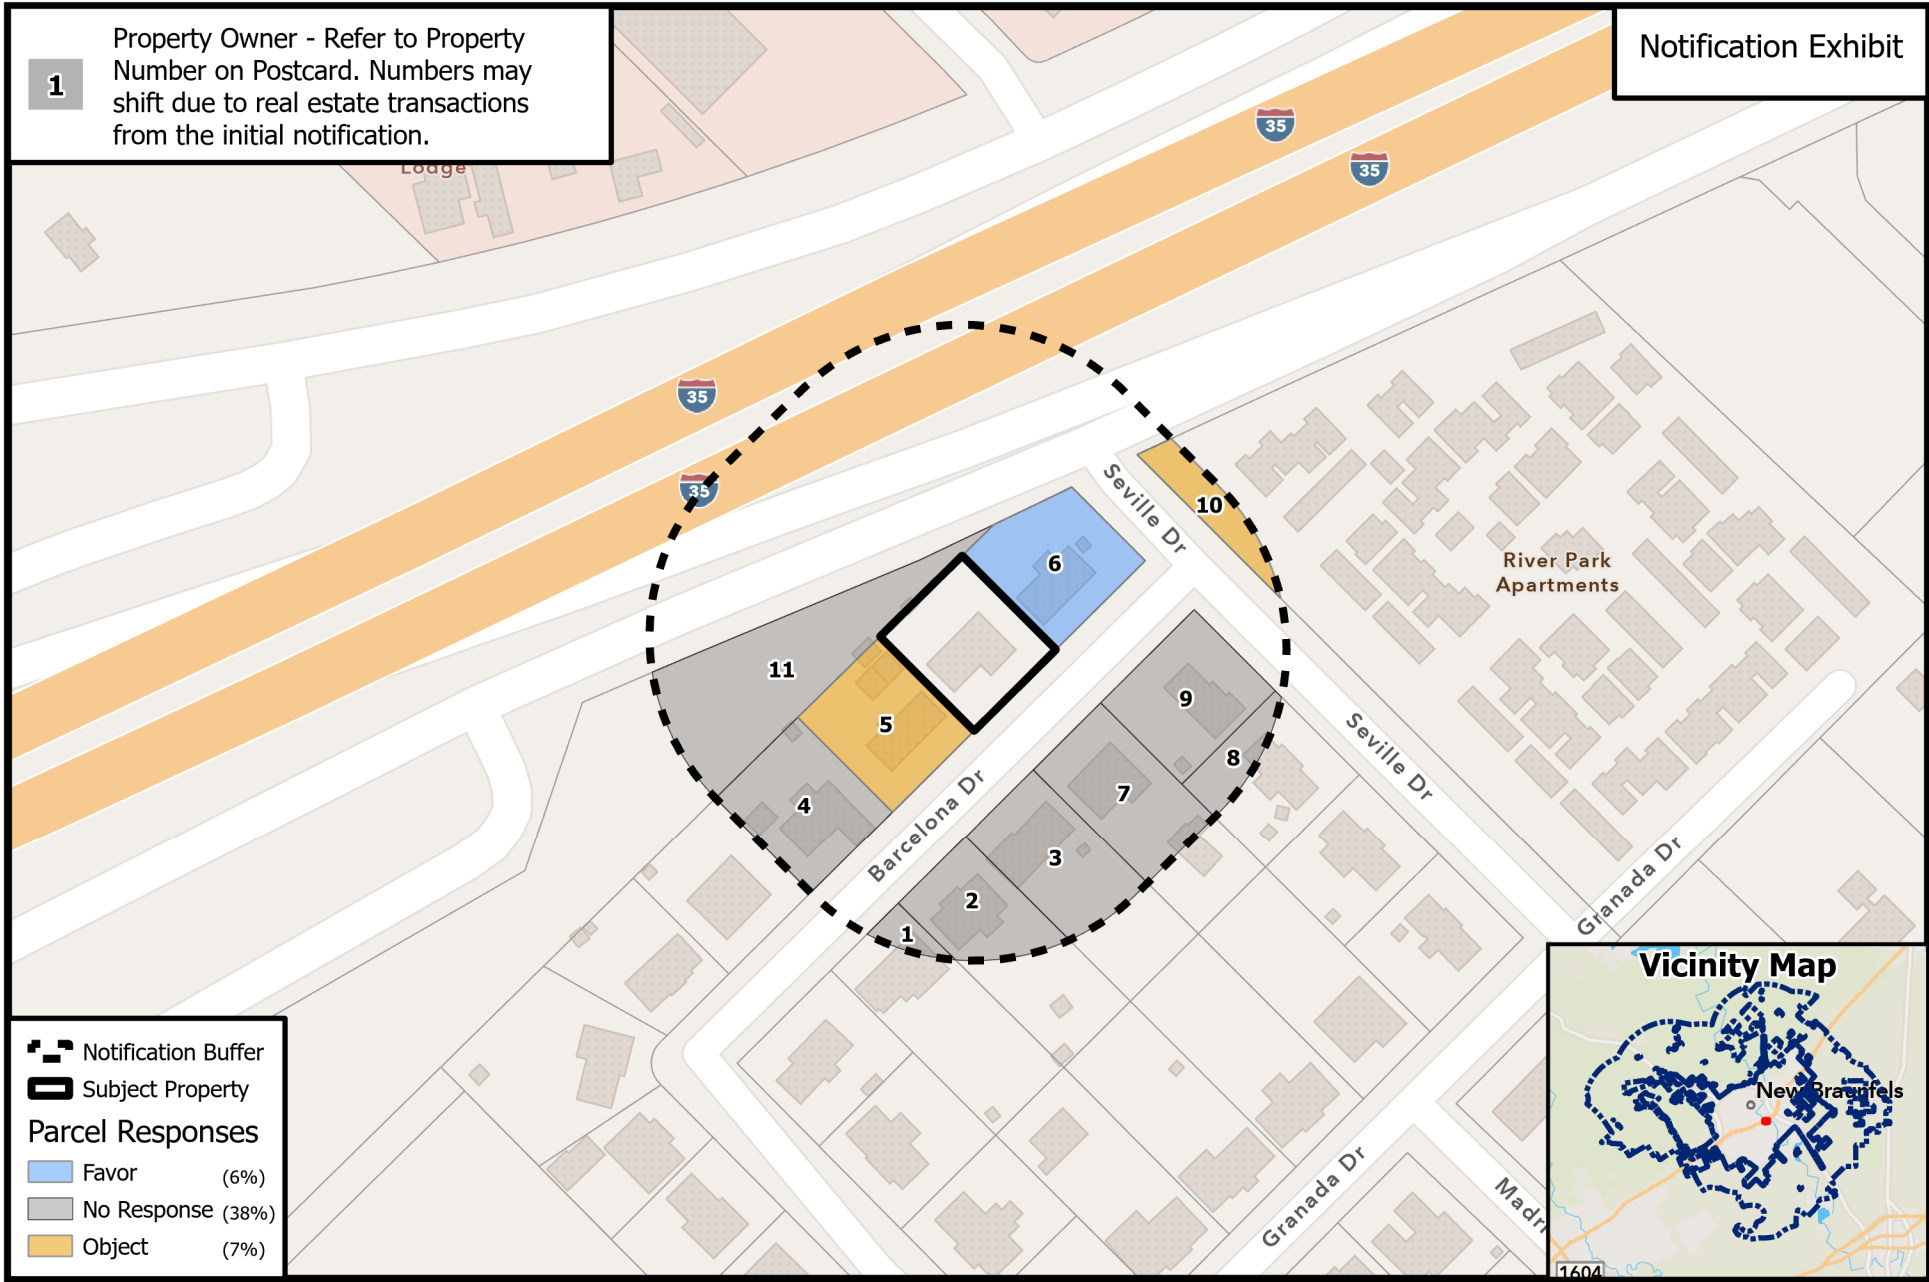 1
Property Owner - Refer to Property
Number on Postcard. Numbers may
shift due to real estate transactions
from the initial notification.
Notification Exhibit
Lodge
35
35
35
35
Seville Dr
10
6
River Park
Apartments
11
9
5
8
Seville Dr
7
4
Barcelona Dr
3
2
1
Granada Dr
Vicinity Map
New Braunfels
1604
Granada Dr
Madri
Notification Buffer
Subject Property
Parcel Responses
Favor (6%)
No Response (38%)
Object (7%)